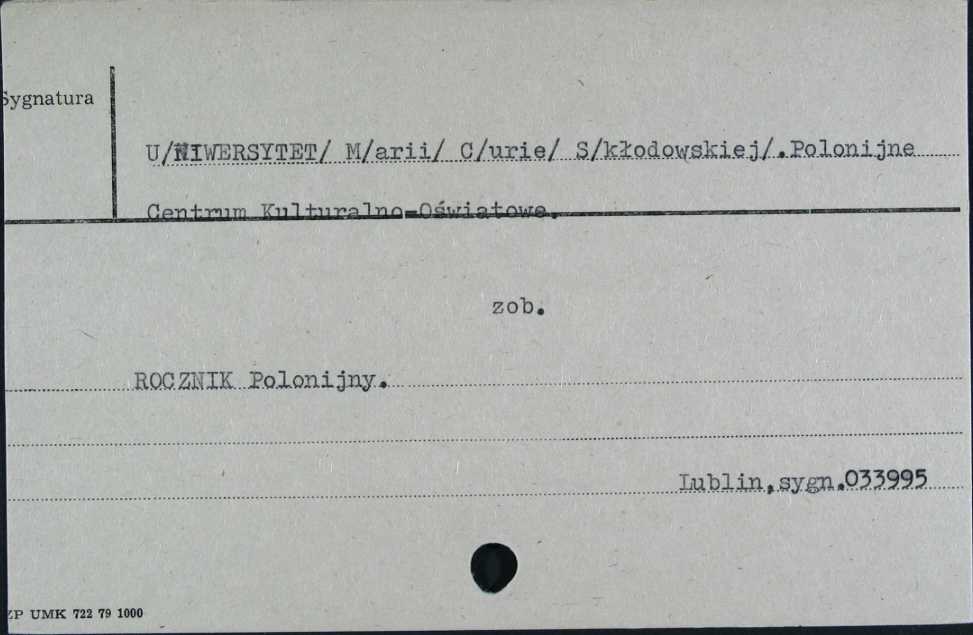 Sygnatura
U/NIWERSYTET/ M/arii/ C/urie/ S/kłodowskiej/.Polonijne
Centrum Kulturalno-Oświatowe.
zob.
ROCZNIK Polonijny.
Lublin,sygn.033995
ZP UMK 722 79 1000